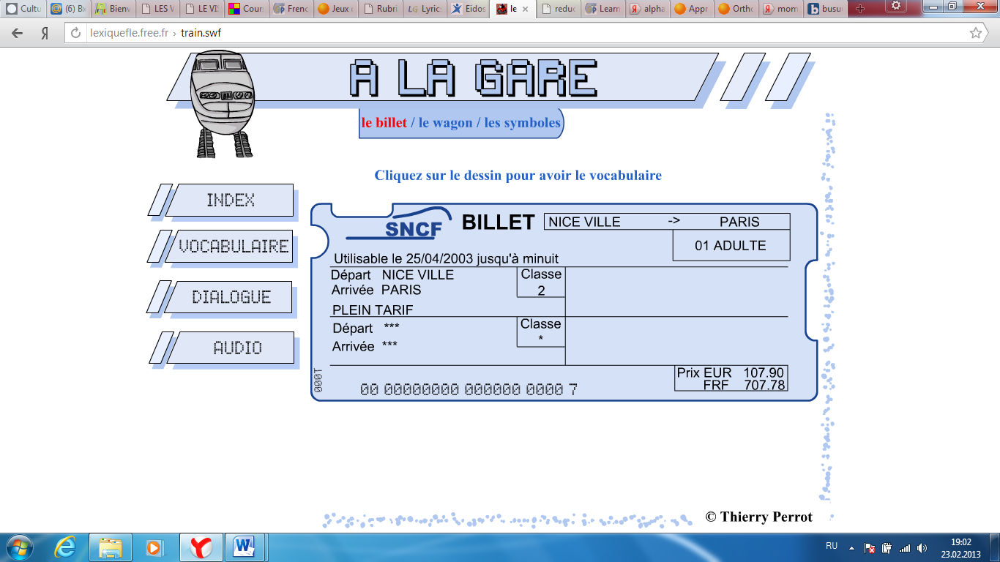 Cultu (6) Вх Bienv LES V LE VIS Cour Frenc Jeux d Rubri Lyric Eidos le reduc Learn alpha Appr Ortho mom busu
lexiquefle.free.fr › train.swf
A LA GARE
le billet / le wagon / les symboles
Cliquez sur le dessin pour avoir le vocabulaire
INDEX
VOCABULAIRE
DIALOGUE
AUDIO
SNCF BILLET NICE VILLE -> PARIS
01 ADULTE
Utilisable le 25/04/2003 jusqu'à minuit
Départ NICE VILLE Classe
Arrivée PARIS 2
PLEIN TARIF
Départ *** Classe
Arrivée *** *
000T
Prix EUR 107.90
FRF 707.78
00 00000000 000000 0000 7
© Thierry Perrot
RU 19:02
23.02.2013